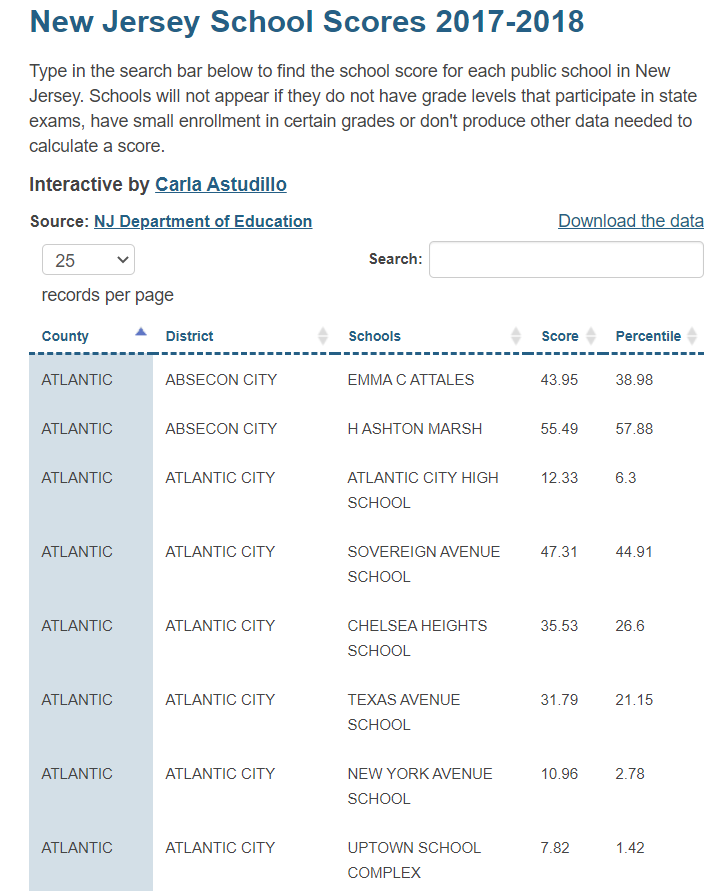 New Jersey School Scores 2017-2018
Type in the search bar below to find the school score for each public school in New
Jersey. Schools will not appear if they do not have grade levels that participate in state
exams, have small enrollment in certain grades or don't produce other data needed to
calculate a score.
Interactive by Carla Astudillo
Source: NJ Department of Education Download the data
25 Search:
records per page
County District Schools Score Percentile
ATLANTIC ABSECON CITY EMMA C ATTALES 43.95 38.98
ATLANTIC ABSECON CITY H ASHTON MARSH 55.49 57.88
ATLANTIC ATLANTIC CITY ATLANTIC CITY HIGH 12.33 6.3
SCHOOL
ATLANTIC ATLANTIC CITY SOVEREIGN AVENUE 47.31 44.91
SCHOOL
ATLANTIC ATLANTIC CITY CHELSEA HEIGHTS 35.53 26.6
SCHOOL
ATLANTIC ATLANTIC CITY TEXAS AVENUE 31.79 21.15
SCHOOL
ATLANTIC ATLANTIC CITY NEW YORK AVENUE 10.96 2.78
SCHOOL
ATLANTIC ATLANTIC CITY UPTOWN SCHOOL 7.82 1.42
COMPLEX